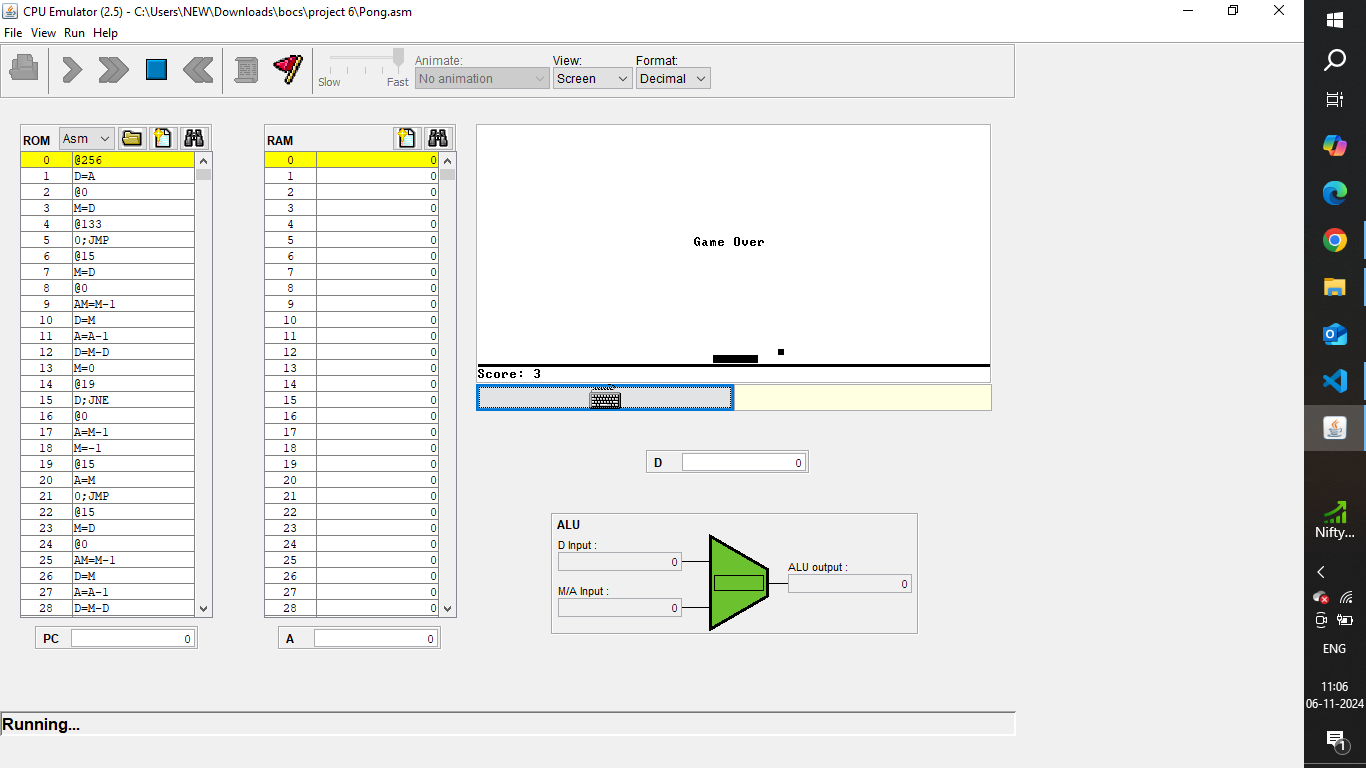 CPU Emulator (2.5) - C:\Users\NEW\Downloads\bocs\project 6\Pong.asm
File View Run Help
Slow Fast
Animate:
No animation
View:
Screen
Format:
Decimal
ROM Asm
0 @256
1 D=A
2 @0
3 M=D
4 @133
5 0;JMP
6 @15
7 M=D
8 @0
9 AM=M-1
10 D=M
11 A=A-1
12 D=M-D
13 M=0
14 @19
15 D;JNE
16 @0
17 A=M-1
18 M=-1
19 @15
20 A=M
21 0;JMP
22 @15
23 M=D
24 @0
25 AM=M-1
26 D=M
27 A=A-1
28 D=M-D
PC 0
RAM
0 0
1 0
2 0
3 0
4 0
5 0
6 0
7 0
8 0
9 0
10 0
11 0
12 0
13 0
14 0
15 0
16 0
17 0
18 0
19 0
20 0
21 0
22 0
23 0
24 0
25 0
26 0
27 0
28 0
A 0
Game Over
Score: 3
D 0
ALU
D Input :
0
M/A Input :
0
ALU output :
0
Running...
Nifty...
ENG
11:06
06-11-2024
1